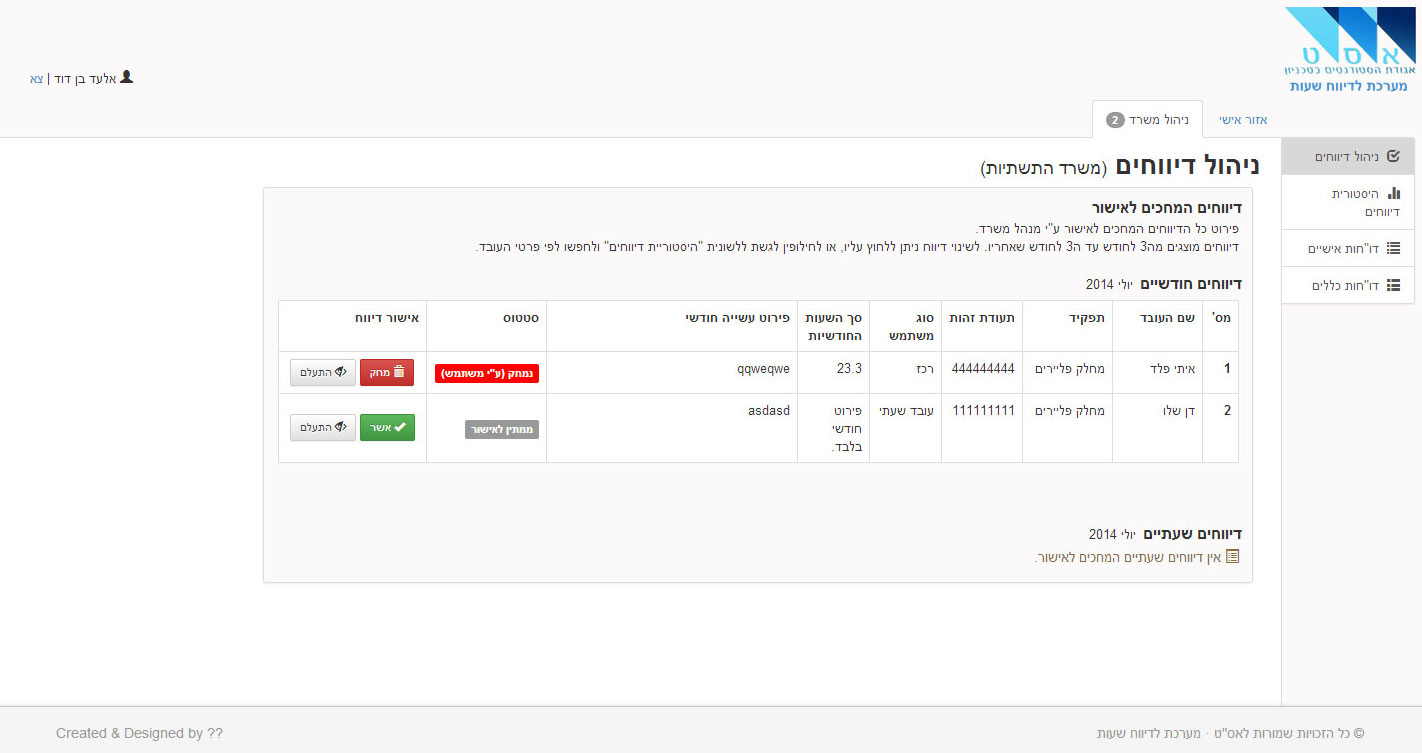 אסט
אגודת הסטודנטים בטכניון
מערכת לדיווח שעות
אלעד בן דוד | צא
אזור אישי
ניהול משרד 2
ניהול דיווחים
היסטורית
דיווחים
דו"חות אישיים
דו"חות כללים
ניהול דיווחים (משרד התשתיות)
דיווחים המחכים לאישור
פירוט כל הדיווחים המחכים לאישור ע"י מנהל משרד.
דיווחים מוצגים מה3 לחודש עד ה3 לחודש שאחריו. לשינוי דיווח ניתן ללחוץ עליו, או לחילופין לגשת ללשונית "היסטוריית דיווחים" ולחפשו לפי פרטי העובד.
דיווחים חודשיים יולי 2014
מס' שם העובד תפקיד תעודת זהות סוג משתמש סך השעות החודשיות פירוט עשייה חודשי סטטוס אישור דיווח
1 איתי פלד מחלק פליירים 444444444 רכז 23.3 qqweqwe נמחק (ע"י משתמש) מחק התעלם
2 דן שלו מחלק פליירים 111111111 עובד שעתי פירוט חודשי בלבד. asdasd ממתין לאישור אשר התעלם
דיווחים שעתיים יולי 2014
אין דיווחים שעתיים המחכים לאישור.
© כל הזכויות שמורות לאס"ט · מערכת לדיווח שעות
Created & Designed by ??